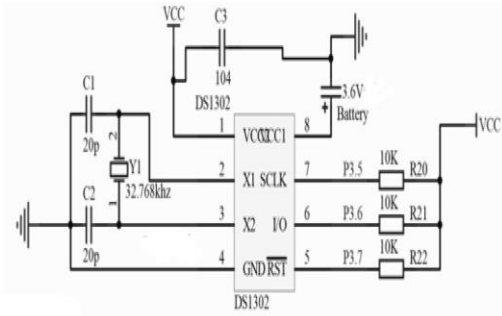 VCC
C3
104
DS1302
3.6V
Battery
VCC
C1
20p
2
Y1
32.768khz
1
C2
20p
1
2
3
4
VCC2
VCC1
X1
SCLK
X2
I/O
GND
RST
8
7
6
5
P3.5
10K
R20
P3.6
10K
R21
P3.7
10K
R22
DS1302